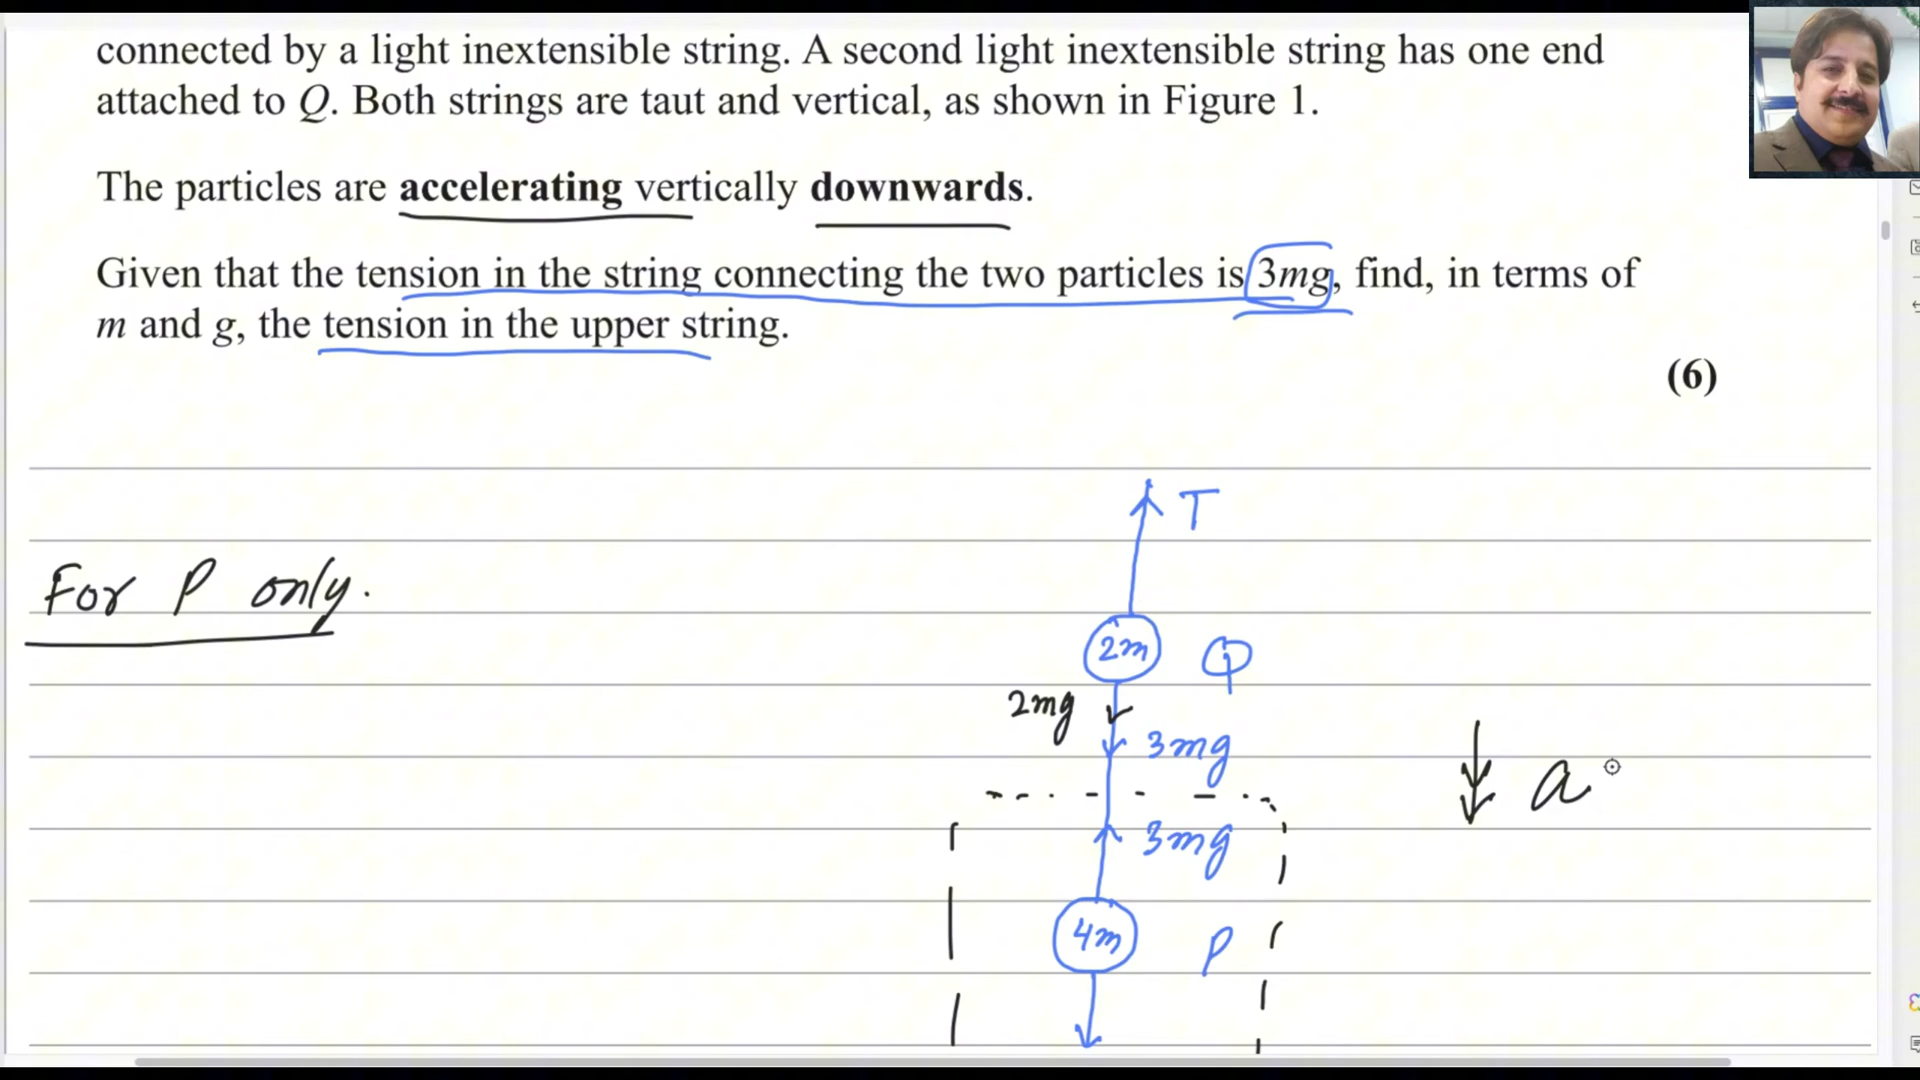 connected by a light inextensible string. A second light inextensible string has one end
attached to Q. Both strings are taut and vertical, as shown in Figure 1.
The particles are accelerating vertically downwards.
Given that the tension in the string connecting the two particles is 3mg, find, in terms of
m and g, the tension in the upper string.
(6)
T
For P only.
2m Q
2mg
3mg
a
3mg
4m P